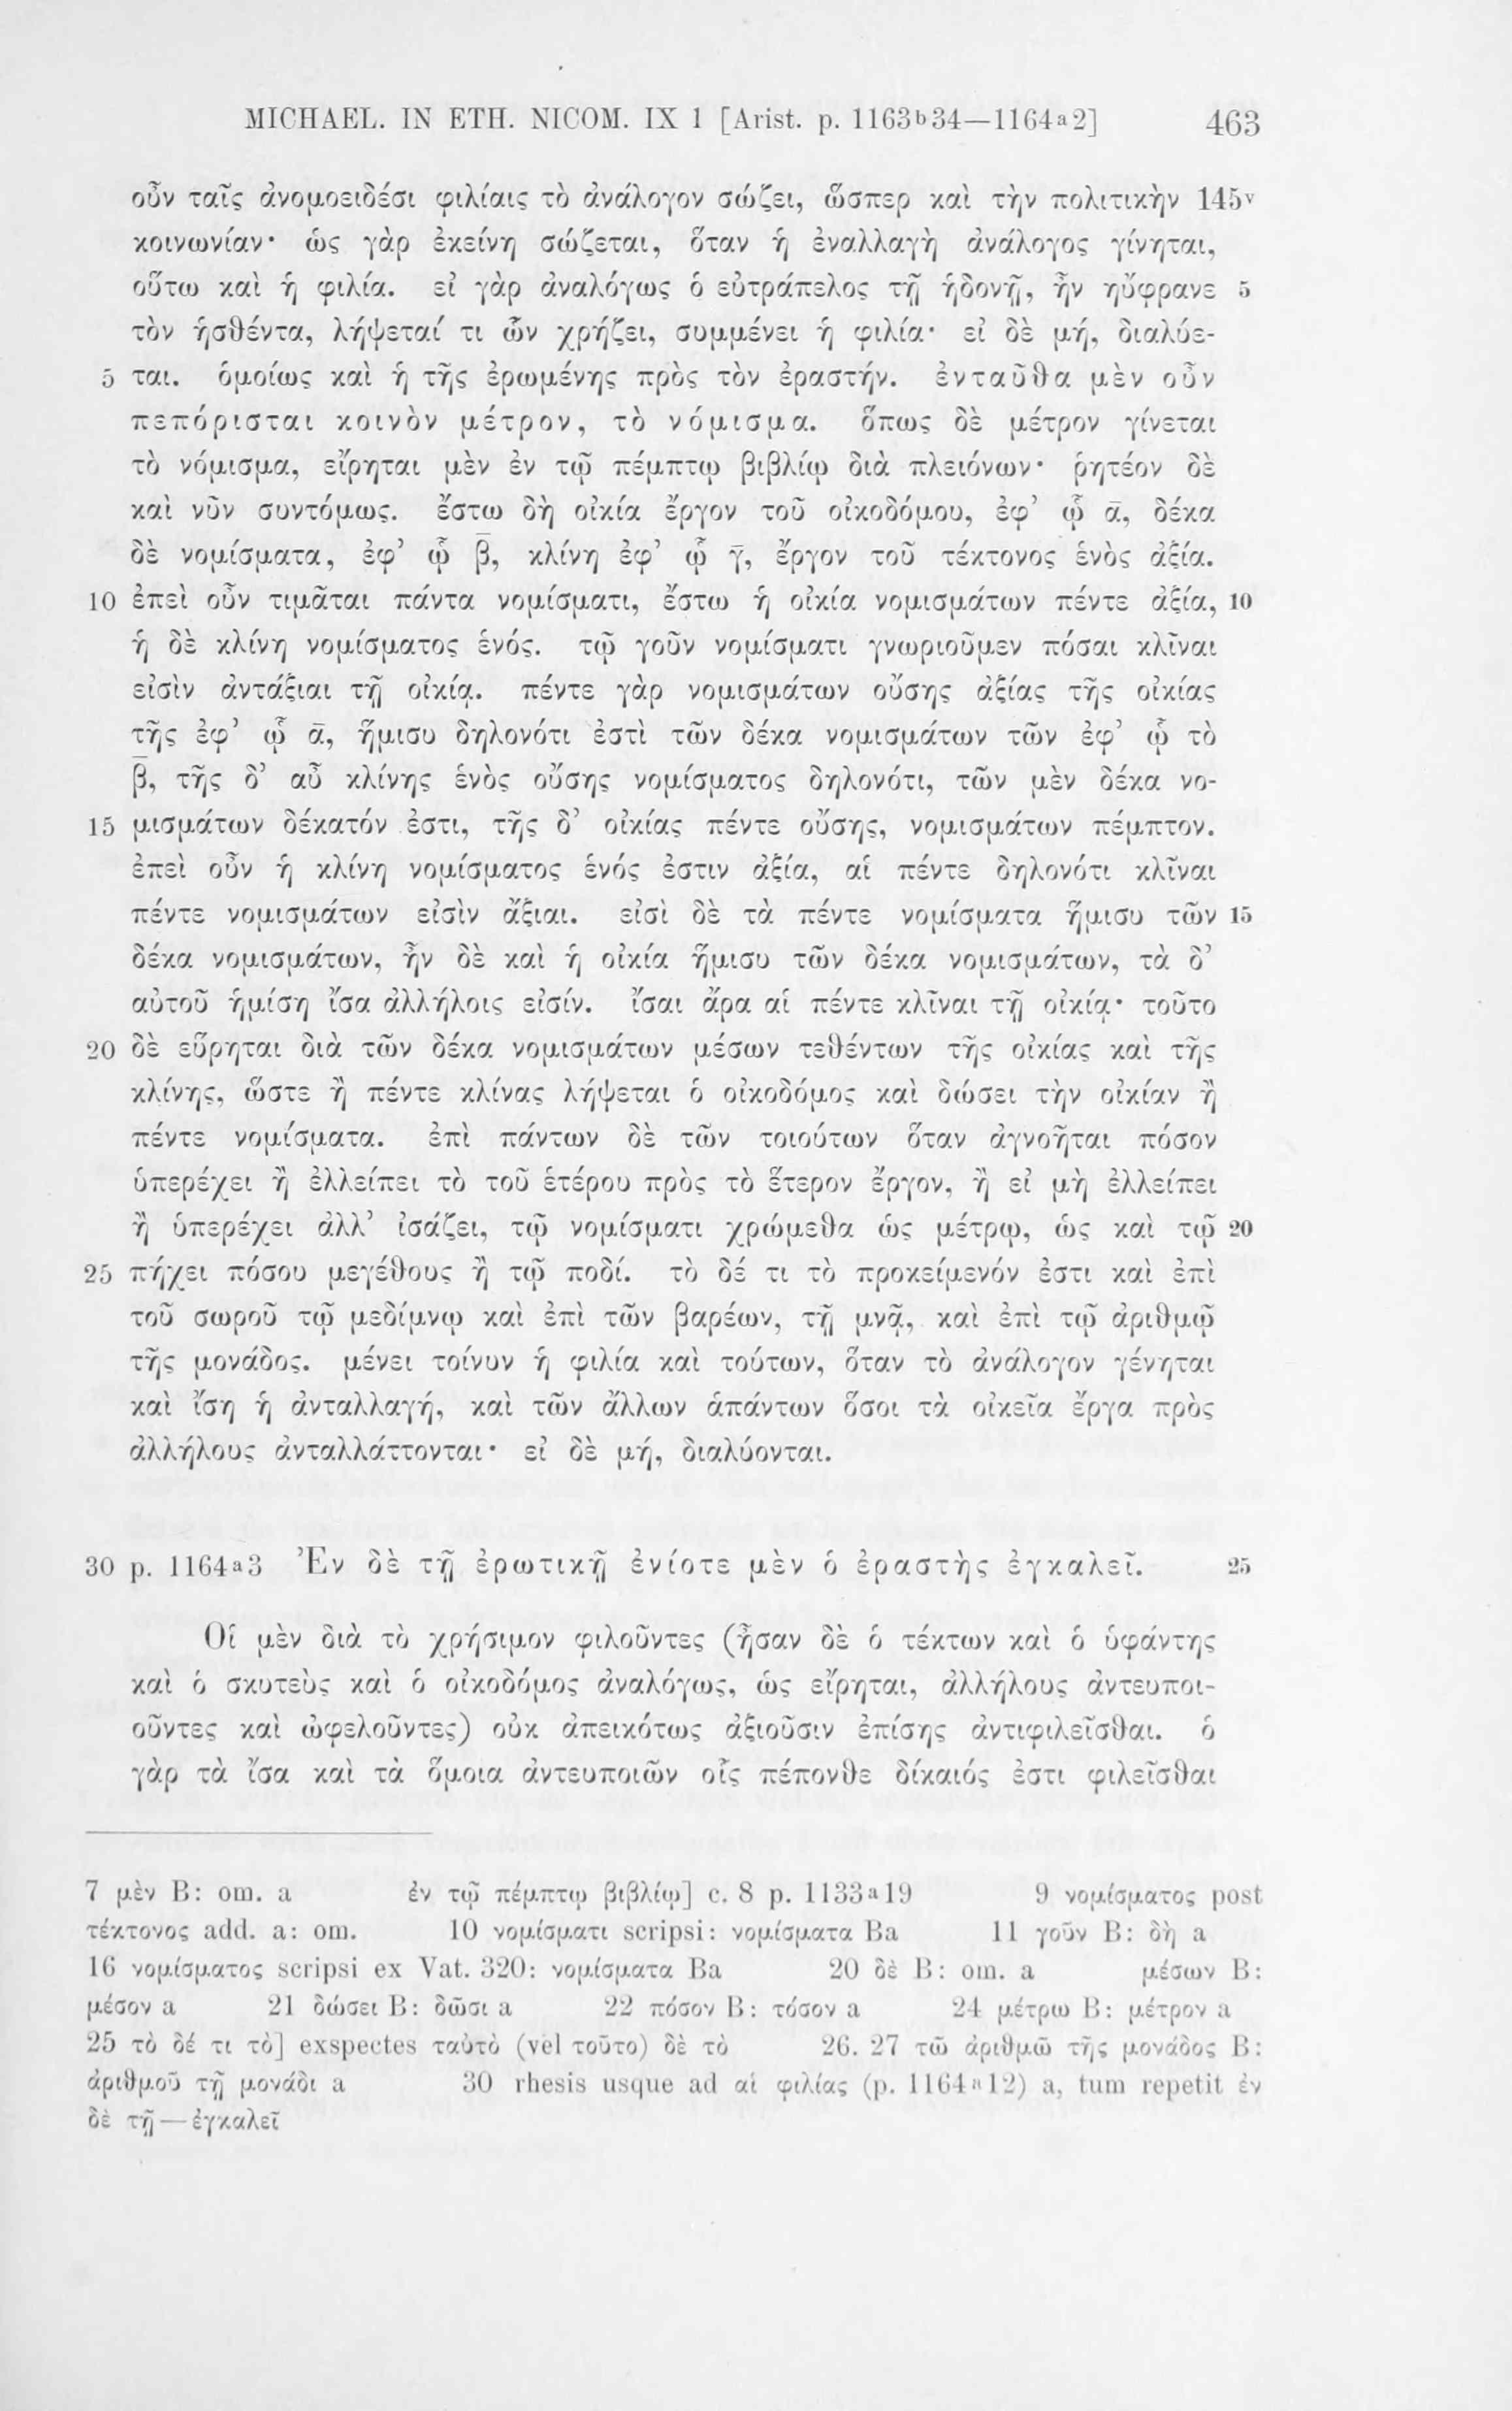 MICHAEL. IN ETH. NICOM. IX 1 [Arist. p. 1163b34—1164a2] 463
οὖν ταῖς ἀνομοειδέσι φιλίαις τὸ ἀνάλογον σώζει, ὥσπερ καὶ τὴν πολιτικὴν 145v
κοινωνίαν· ὡς γὰρ ἐκείνη σώζεται, ὅταν ἡ ἐναλλαγὴ ἀνάλογος γίνηται,
οὕτω καὶ ἡ φιλία. εἰ γὰρ ἀναλόγως ὁ εὐτράπελος τῇ ἡδονῇ, ἣν ηὔφρανε 5
τὸν ἡσθέντα, λήψεταί τι ὧν χρήζει, συμμένει ἡ φιλία· εἰ δὲ μή, διαλύε-
5 ται. ὁμοίως καὶ ἡ τῆς ἐρωμένης πρὸς τὸν ἐραστήν. ἐνταῦθα μὲν οὖν
πεπόρισται κοινὸν μέτρον, τὸ νόμισμα. ὅπως δὲ μέτρον γίνεται
τὸ νόμισμα, εἴρηται μὲν ἐν τῷ πέμπτῳ βιβλίῳ διὰ πλειόνων· ῥητέον δὲ
καὶ νῦν συντόμως. ἔστω δὴ οἰκία ἔργον τοῦ οἰκοδόμου, ἐφ’ ᾧ ᾱ, δέκα
δὲ νομίσματα, ἐφ’ ᾧ β̄, κλίνη ἐφ’ ᾧ γ̄, ἔργον τοῦ τέκτονος ἑνὸς ἀξία.
10 ἐπεὶ οὖν τιμᾶται πάντα νομίσματι, ἔστω ἡ οἰκία νομισμάτων πέντε ἀξία, 10
ἡ δὲ κλίνη νομίσματος ἑνός. τῷ γοῦν νομίσματι γνωριοῦμεν πόσαι κλῖναι
εἰσὶν ἀντάξιαι τῇ οἰκίᾳ. πέντε γὰρ νομισμάτων οὔσης ἀξίας τῆς οἰκίας
τῆς ἐφ’ ᾧ ᾱ, ἥμισυ δηλονότι ἐστὶ τῶν δέκα νομισμάτων τῶν ἐφ’ ᾧ τὸ
β̄, τῆς δ’ αὖ κλίνης ἑνὸς οὔσης νομίσματος δηλονότι, τῶν μὲν δέκα νο-
15 μισμάτων δέκατόν ἐστι, τῆς δ’ οἰκίας πέντε οὔσης, νομισμάτων πέμπτον.
ἐπεὶ οὖν ἡ κλίνη νομίσματος ἑνός ἐστιν ἀξία, αἱ πέντε δηλονότι κλῖναι
πέντε νομισμάτων εἰσὶν ἄξιαι. εἰσὶ δὲ τὰ πέντε νομίσματα ἥμισυ τῶν 15
δέκα νομισμάτων, ἦν δὲ καὶ ἡ οἰκία ἥμισυ τῶν δέκα νομισμάτων, τὰ δ’
αὐτοῦ ἡμίση ἴσα ἀλλήλοις εἰσίν. ἴσαι ἄρα αἱ πέντε κλῖναι τῇ οἰκίᾳ· τοῦτο
20 δὲ εὕρηται διὰ τῶν δέκα νομισμάτων μέσων τεθέντων τῆς οἰκίας καὶ τῆς
κλίνης, ὥστε ἢ πέντε κλίνας λήψεται ὁ οἰκοδόμος καὶ δώσει τὴν οἰκίαν ἢ
πέντε νομίσματα. ἐπὶ πάντων δὲ τῶν τοιούτων ὅταν ἀγνοῆται πόσον
ὑπερέχει ἢ ἐλλείπει τὸ τοῦ ἑτέρου πρὸς τὸ ἕτερον ἔργον, ἢ εἰ μὴ ἐλλείπει
ἢ ὑπερέχει ἀλλ’ ἰσάζει, τῷ νομίσματι χρώμεθα ὡς μέτρῳ, ὡς καὶ τῷ 20
25 πήχει πόσου μεγέθους ἢ τῷ ποδί. τὸ δέ τι τὸ προκείμενόν ἐστι καὶ ἐπὶ
τοῦ σωροῦ τῷ μεδίμνῳ καὶ ἐπὶ τῶν βαρέων, τῇ μνᾷ, καὶ ἐπὶ τῷ ἀριθμῷ
τῆς μονάδος. μένει τοίνυν ἡ φιλία καὶ τούτων, ὅταν τὸ ἀνάλογον γένηται
καὶ ἴση ἡ ἀνταλλαγή, καὶ τῶν ἄλλων ἁπάντων ὅσοι τὰ οἰκεῖα ἔργα πρὸς
ἀλλήλους ἀνταλλάττονται· εἰ δὲ μή, διαλύονται.
30 p. 1164a3 Ἐν δὲ τῇ ἐρωτικῇ ἐνίοτε μὲν ὁ ἐραστὴς ἐγκαλεῖ. 25
Οἱ μὲν διὰ τὸ χρήσιμον φιλοῦντες (ἦσαν δὲ ὁ τέκτων καὶ ὁ ὑφάντης
καὶ ὁ σκυτεὺς καὶ ὁ οἰκοδόμος ἀναλόγως, ὡς εἴρηται, ἀλλήλους ἀντευποι-
οῦντες καὶ ὠφελοῦντες) οὐκ ἀπεικότως ἀξιοῦσιν ἐπίσης ἀντιφιλεῖσθαι. ὁ
γὰρ τὰ ἴσα καὶ τὰ ὅμοια ἀντευποιῶν οἷς πέπονθε δίκαιός ἐστι φιλεῖσθαι
7 μὲν B: om. a ἐν τῷ πέμπτῳ βιβλίῳ] c. 8 p. 1133a19 9 νομίσματος post
τέκτονος add. a: om. 10 νομίσματι scripsi: νομίσματα Ba 11 γοῦν B: δὴ a
16 νομίσματος scripsi ex Vat. 320: νομίσματα Ba 20 δὲ B: om. a μέσων B:
μέσον a 21 δώσει B: δῶσι a 22 πόσον B: τόσον a 24 μέτρω B: μέτρον a
25 τὸ δέ τι τὸ] exspectes ταὐτὸ (vel τοῦτο) δὲ τὸ 26. 27 τῶ ἀριθμῶ τῆς μονάδος B:
ἀριθμοῦ τῇ μονάδι a 30 rhesis usque ad αἱ φιλίας (p. 1164a12) a, tum repetit ἐν
δὲ τῇ — ἐγκαλεῖ